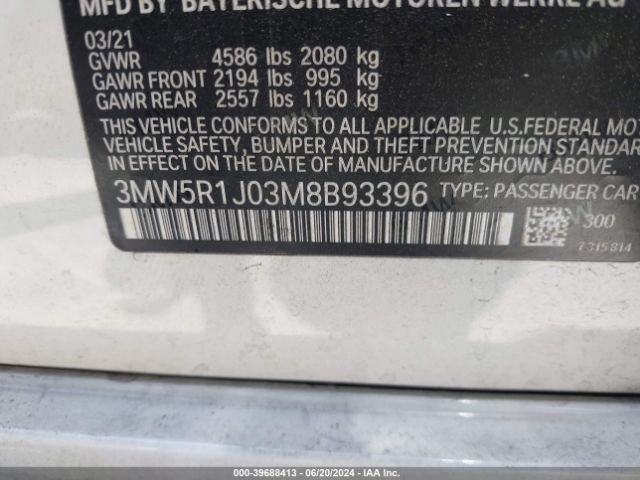 MFD BY BAYERISCHE MOTOREN WERKE AG
03/21
GVWR 4586 lbs 2080 kg
GAWR FRONT 2194 lbs 995 kg
GAWR REAR 2557 lbs 1160 kg
THIS VEHICLE CONFORMS TO ALL APPLICABLE U.S.FEDERAL MOT
VEHICLE SAFETY, BUMPER AND THEFT PREVENTION STANDARD
EFFECT ON THE DATE OF MANUFACTURE SHOWN ABOVE.
3MW5R1J03M8B93396 TYPE: PASSENGER CAR
300
7315814
000-39688413 / 06/20/2024 / IAA Inc.